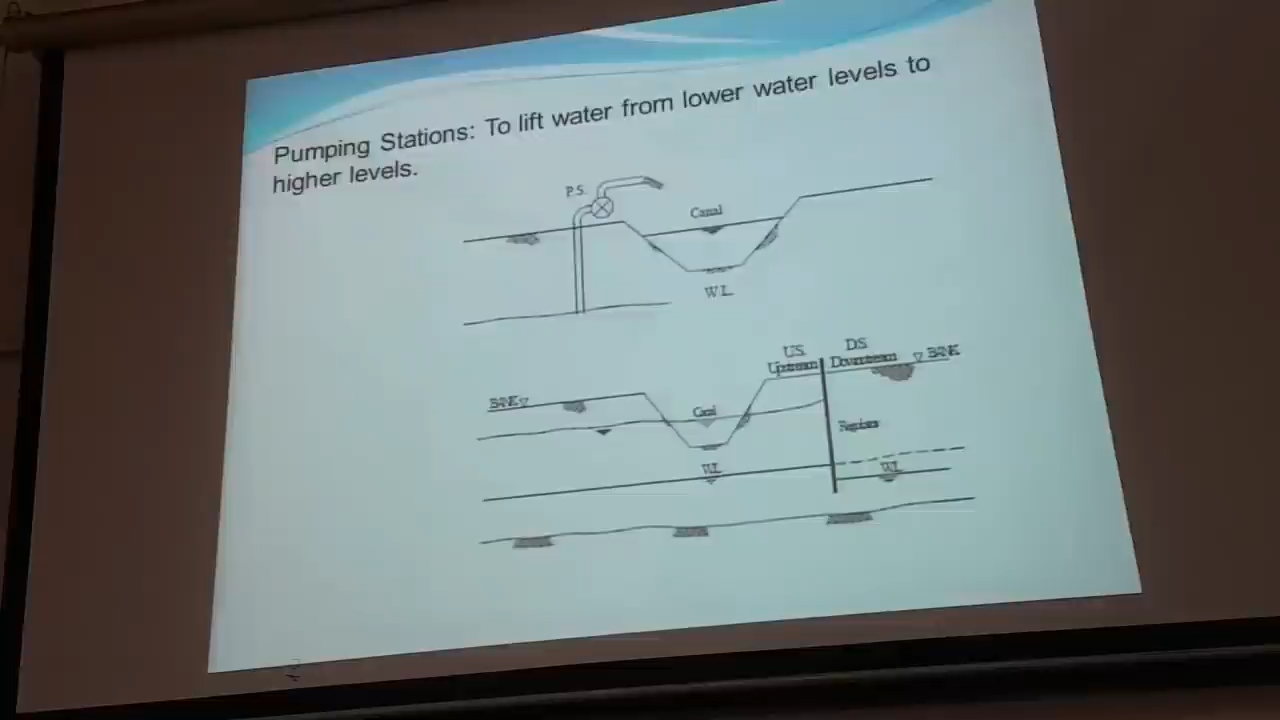 Pumping Stations: To lift water from lower water levels to
higher levels.
P.S.
Canal
W.L.
U.S. D.S.
Upstream Downstream BANK
BANK
Canal
Regulator
W.L.
W.L.